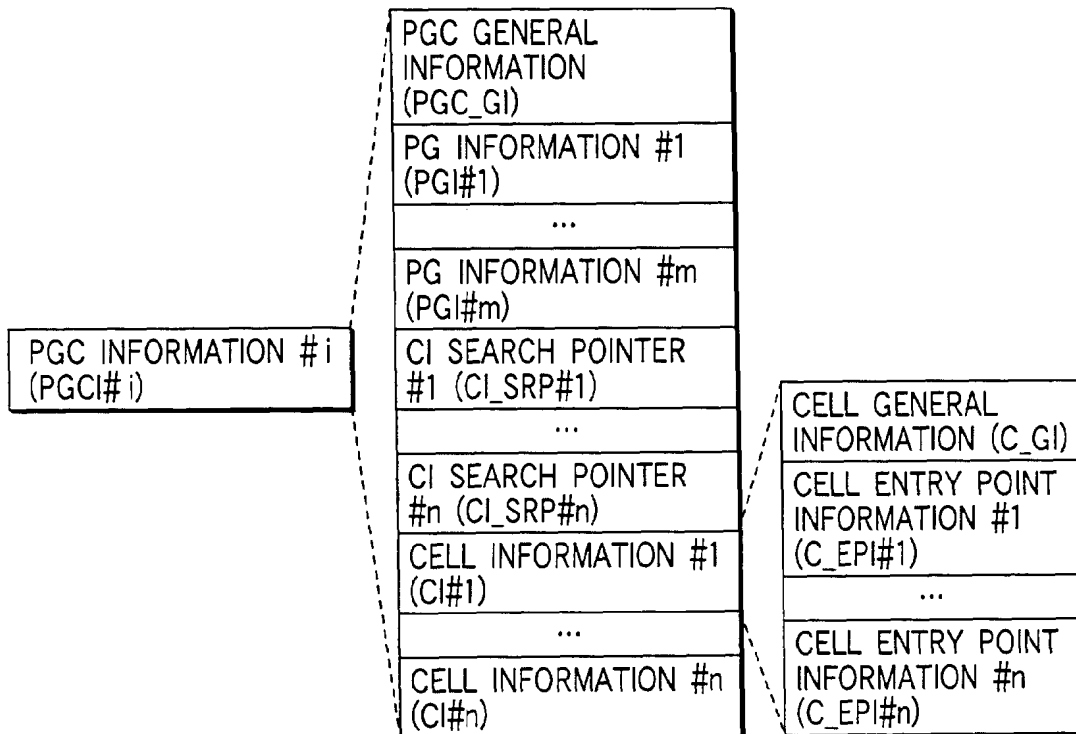 PGC INFORMATION #i
(PGCI#i)
PGC GENERAL
INFORMATION
(PGC_GI)
PG INFORMATION #1
(PGI#1)
...
PG INFORMATION #m
(PGI#m)
CI SEARCH POINTER
#1 (CI_SRP#1)
...
CI SEARCH POINTER
#n (CI_SRP#n)
CELL INFORMATION #1
(CI#1)
...
CELL INFORMATION #n
(CI#n)
CELL GENERAL
INFORMATION (C_GI)
CELL ENTRY POINT
INFORMATION #1
(C_EPI#1)
...
CELL ENTRY POINT
INFORMATION #n
(C_EPI#n)